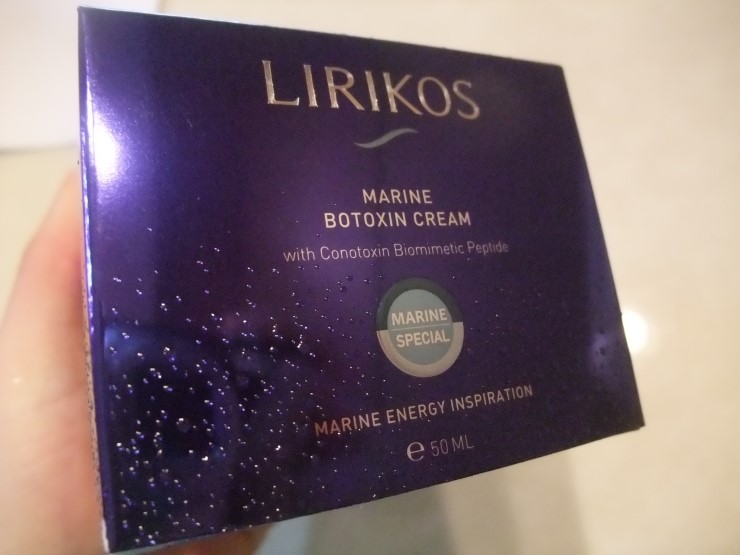 LIRIKOS
MARINE
BOTOXIN CREAM
with Conotoxin Biomimetic Peptide
MARINE
SPECIAL
MARINE ENERGY INSPIRATION
℮ 50 ML